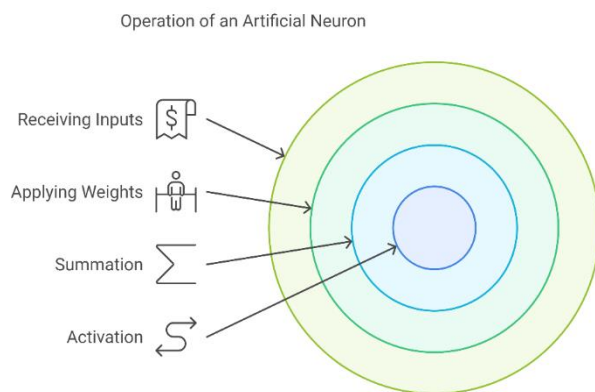 Operation of an Artificial Neuron
Receiving Inputs
$
Applying Weights
Summation
Activation